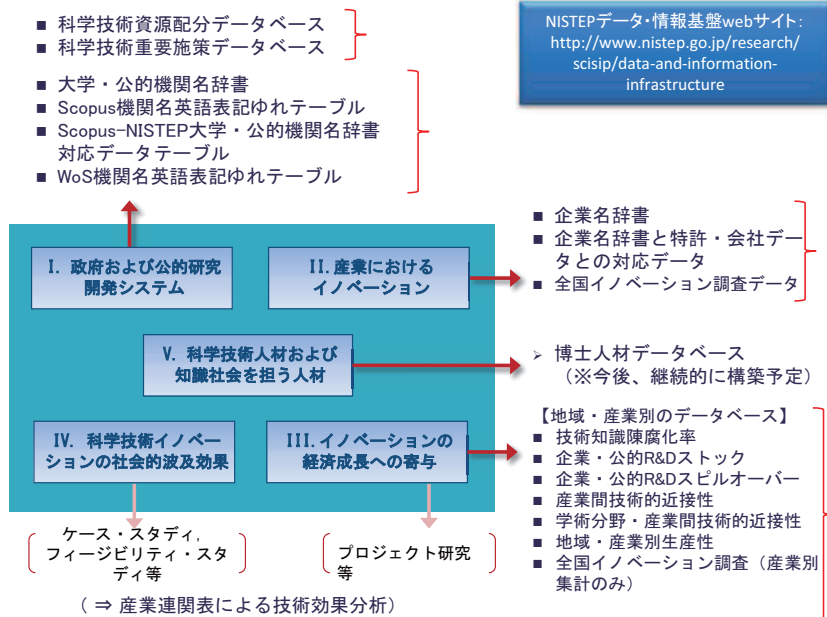 ■ 科学技術資源配分データベース
■ 科学技術重要施策データベース
■ 大学・公的機関名辞書
■ Scopus機関名英語表記ゆれテーブル
■ Scopus-NISTEP大学・公的機関名辞書
対応データテーブル
■ WoS機関名英語表記ゆれテーブル
NISTEPデータ・情報基盤webサイト:
http://www.nistep.go.jp/research/
scisip/data-and-information-
infrastructure
I. 政府および公的研究
開発システム
II. 産業における
イノベーション
■ 企業名辞書
■ 企業名辞書と特許・会社デー
タとの対応データ
■ 全国イノベーション調査データ
V. 科学技術人材および
知識社会を担う人材
➢ 博士人材データベース
（※今後、継続的に構築予定）
IV. 科学技術イノベー
ションの社会的波及効果
III. イノベーションの
経済成長への寄与
【地域・産業別のデータベース】
■ 技術知識陳腐化率
■ 企業・公的R&Dストック
■ 企業・公的R&Dスピルオーバー
■ 産業間技術的近接性
■ 学術分野・産業間技術的近接性
■ 地域・産業別生産性
■ 全国イノベーション調査（産業別
集計のみ）
ケース・スタディ,
フィージビリティ・スタ
ディ等
プロジェクト研究
等
（ ⇒ 産業連関表による技術効果分析）